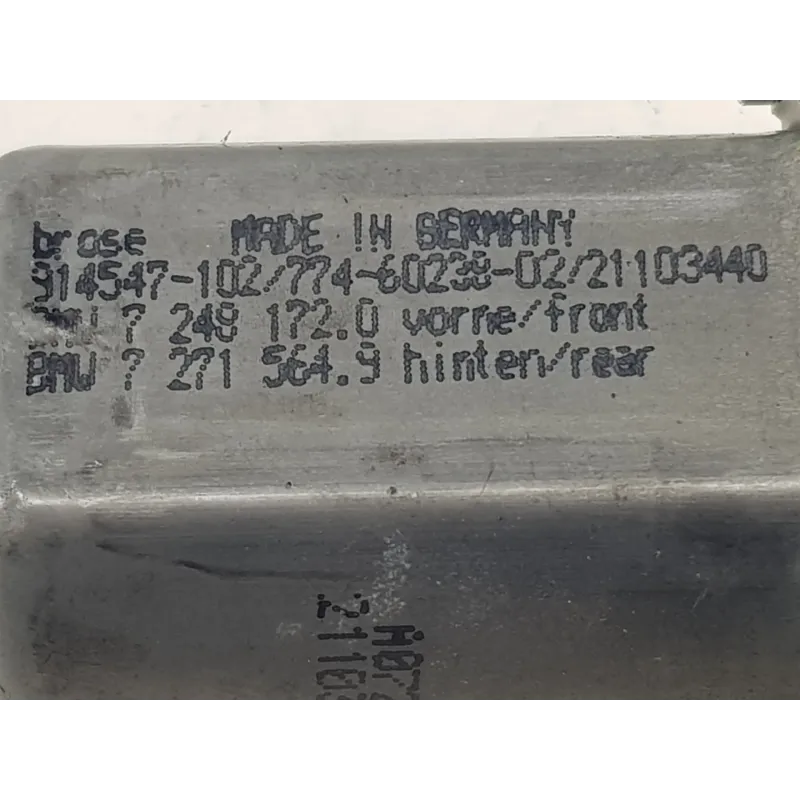 Brose MADE IN GERMANY
914547-102/774-60238-02/21103440
BMW 7 249 172.0 vorne/front
BMW 7 271 564.9 hinten/rear